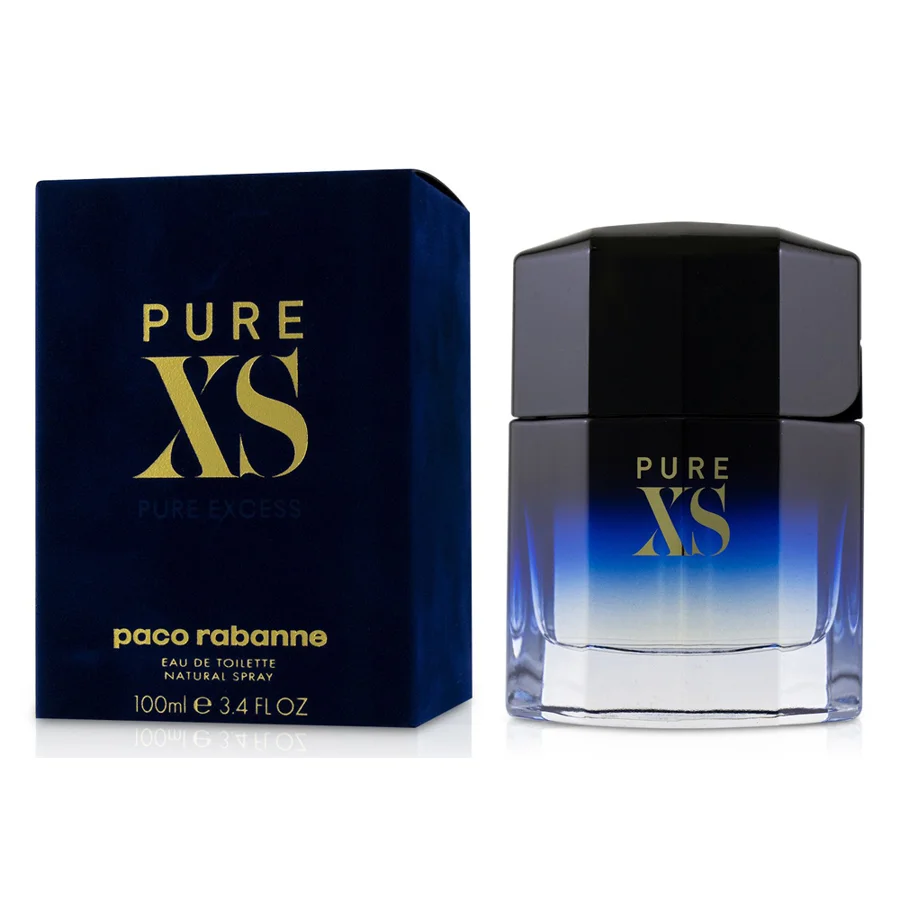 PURE
XS
PURE EXCESS
paco rabanne
EAU DE TOILETTE
NATURAL SPRAY
100ml ℮ 3.4 FL OZ
PURE
XS